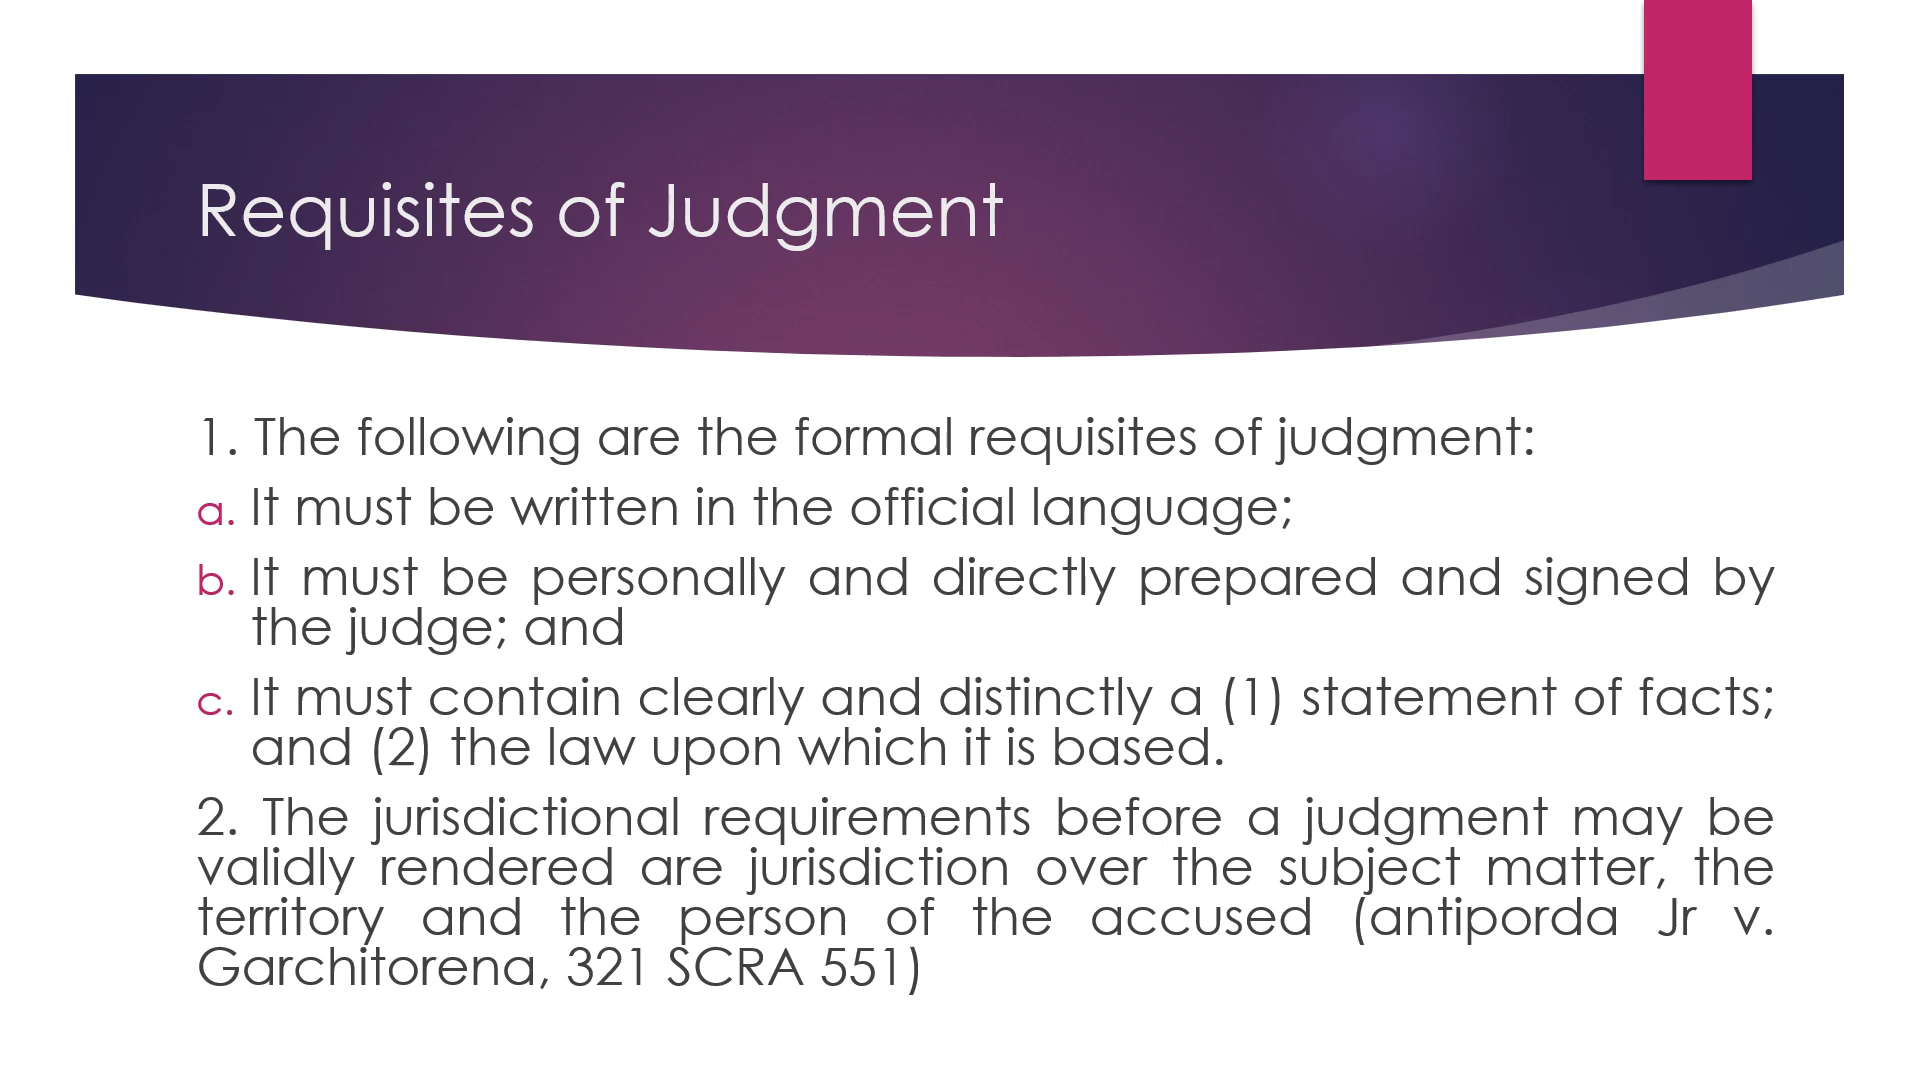 Requisites of Judgment
1. The following are the formal requisites of judgment:
a. It must be written in the official language;
b. It must be personally and directly prepared and signed by
the judge; and
c. It must contain clearly and distinctly a (1) statement of facts;
and (2) the law upon which it is based.
2. The jurisdictional requirements before a judgment may be
validly rendered are jurisdiction over the subject matter, the
territory and the person of the accused (antiporda Jr v.
Garchitorena, 321 SCRA 551)